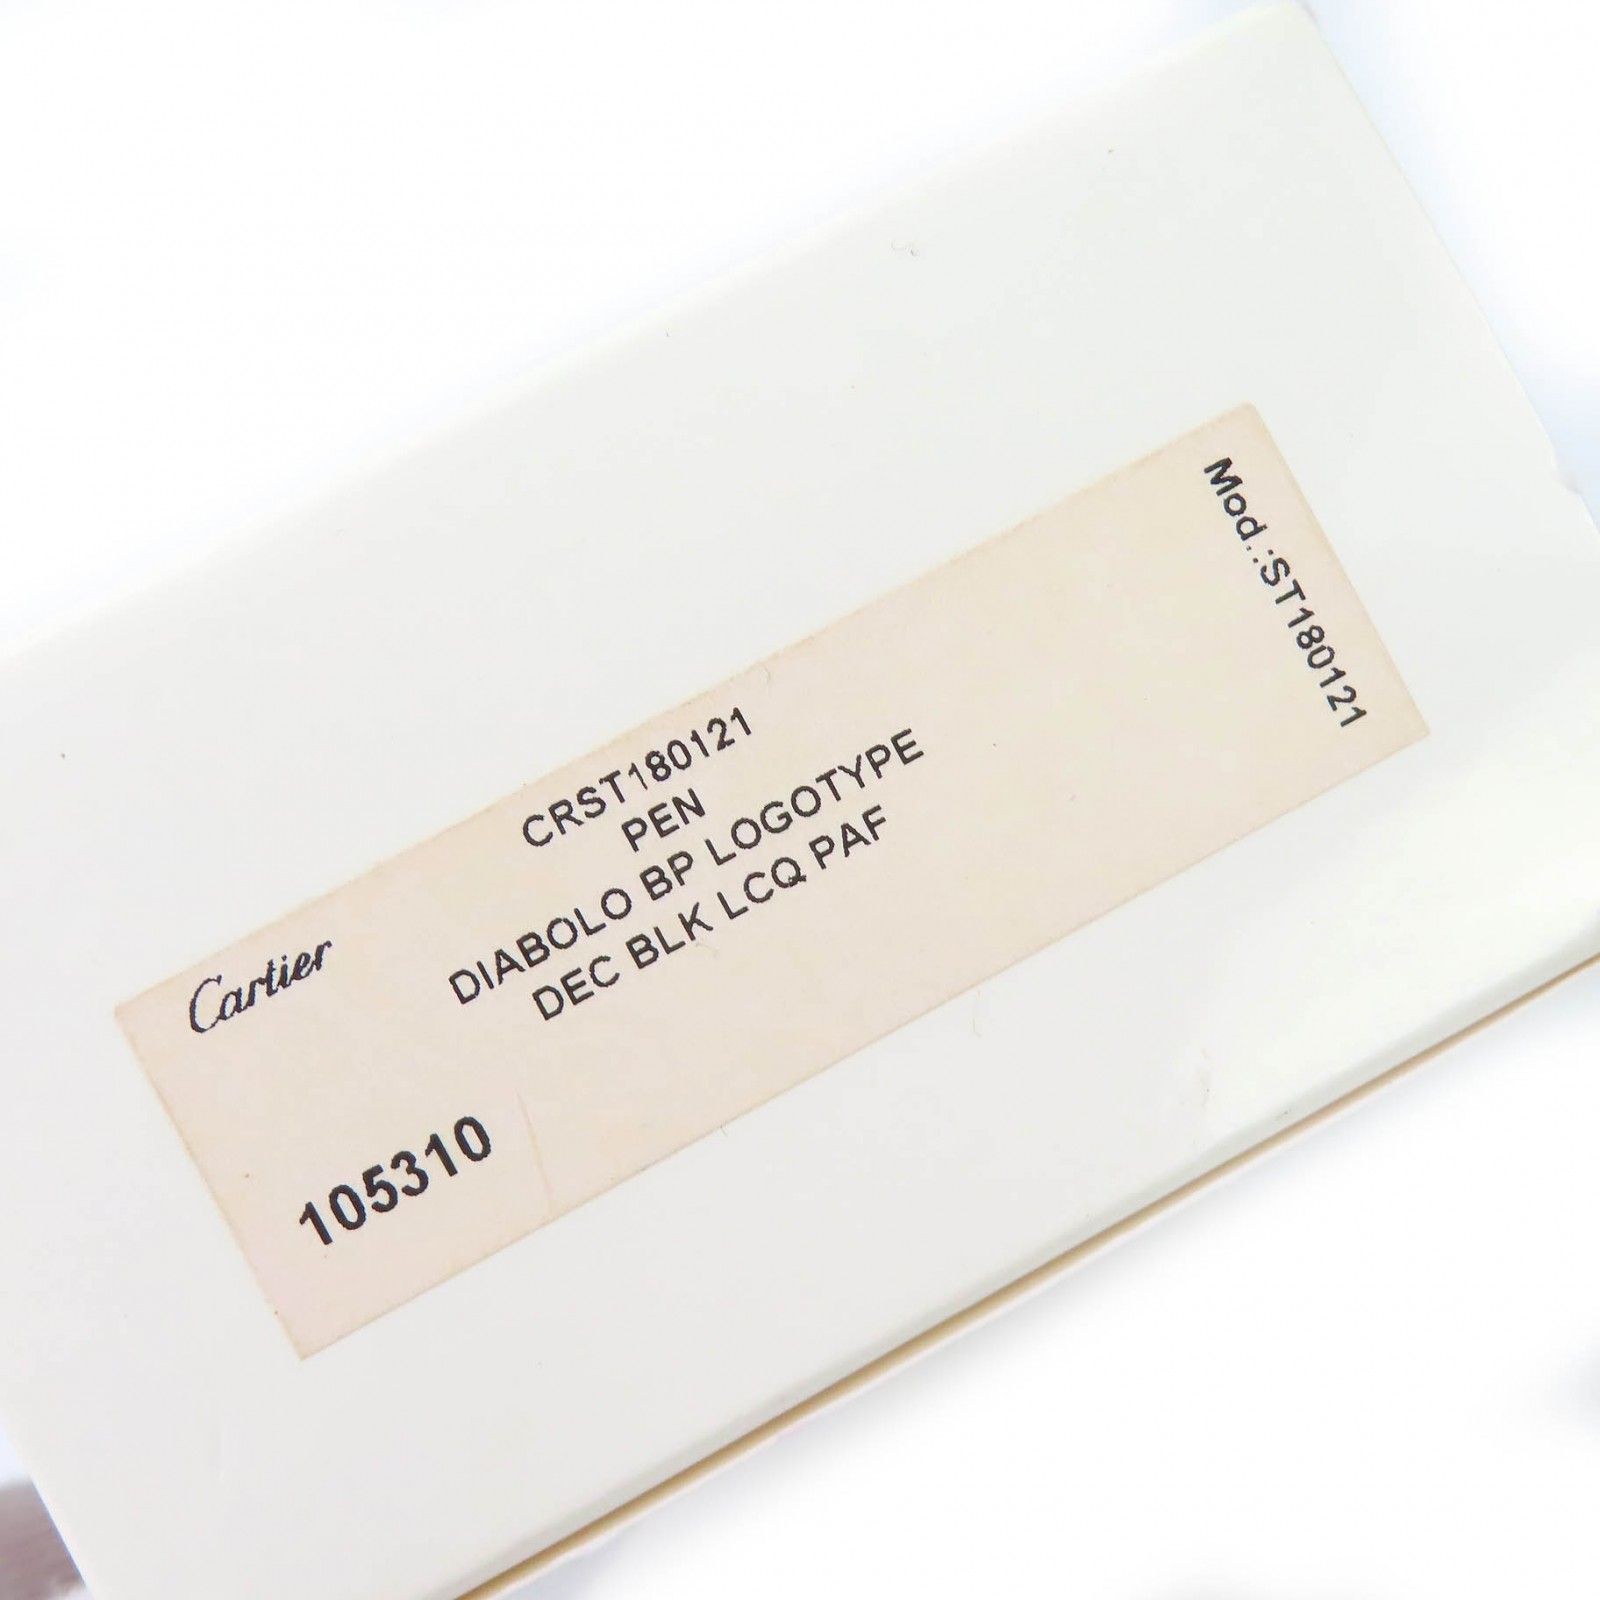 Cartier
CRST180121
PEN
DIABOLO BP LOGOTYPE
DEC BLK LCQ PAF
105310
Mod.:ST180121